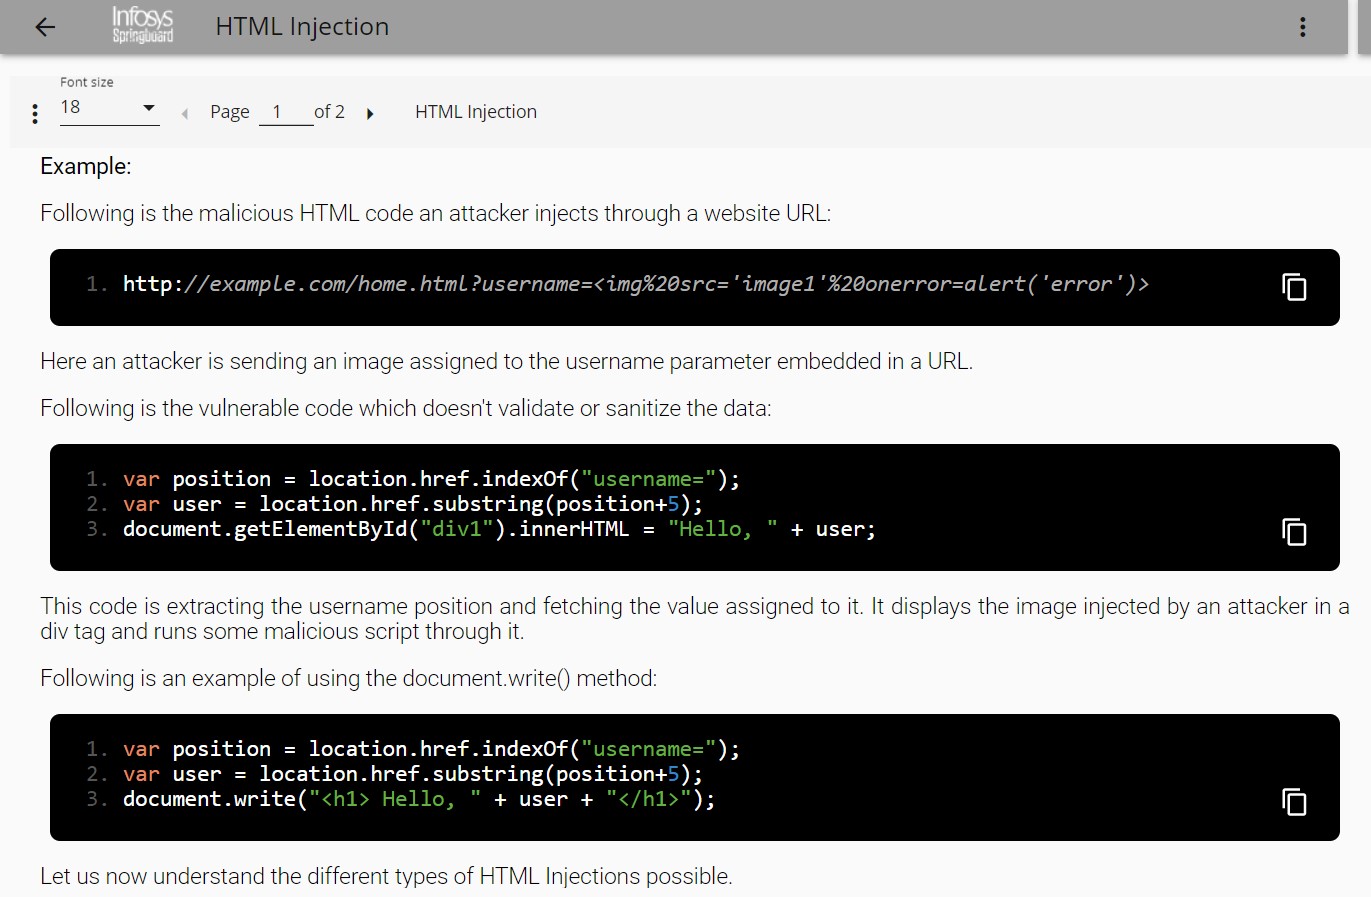 Infosys
Springboard
HTML Injection
Font size
18
Page 1 of 2
HTML Injection
Example:
Following is the malicious HTML code an attacker injects through a website URL:
1. http://example.com/home.html?username=<img%20src='image1'%20onerror=alert('error')>
Here an attacker is sending an image assigned to the username parameter embedded in a URL.
Following is the vulnerable code which doesn't validate or sanitize the data:
1. var position = location.href.indexOf("username=");
2. var user = location.href.substring(position+5);
3. document.getElementById("div1").innerHTML = "Hello, " + user;
This code is extracting the username position and fetching the value assigned to it. It displays the image injected by an attacker in a
div tag and runs some malicious script through it.
Following is an example of using the document.write() method:
1. var position = location.href.indexOf("username=");
2. var user = location.href.substring(position+5);
3. document.write("<h1> Hello, " + user + "</h1>");
Let us now understand the different types of HTML Injections possible.